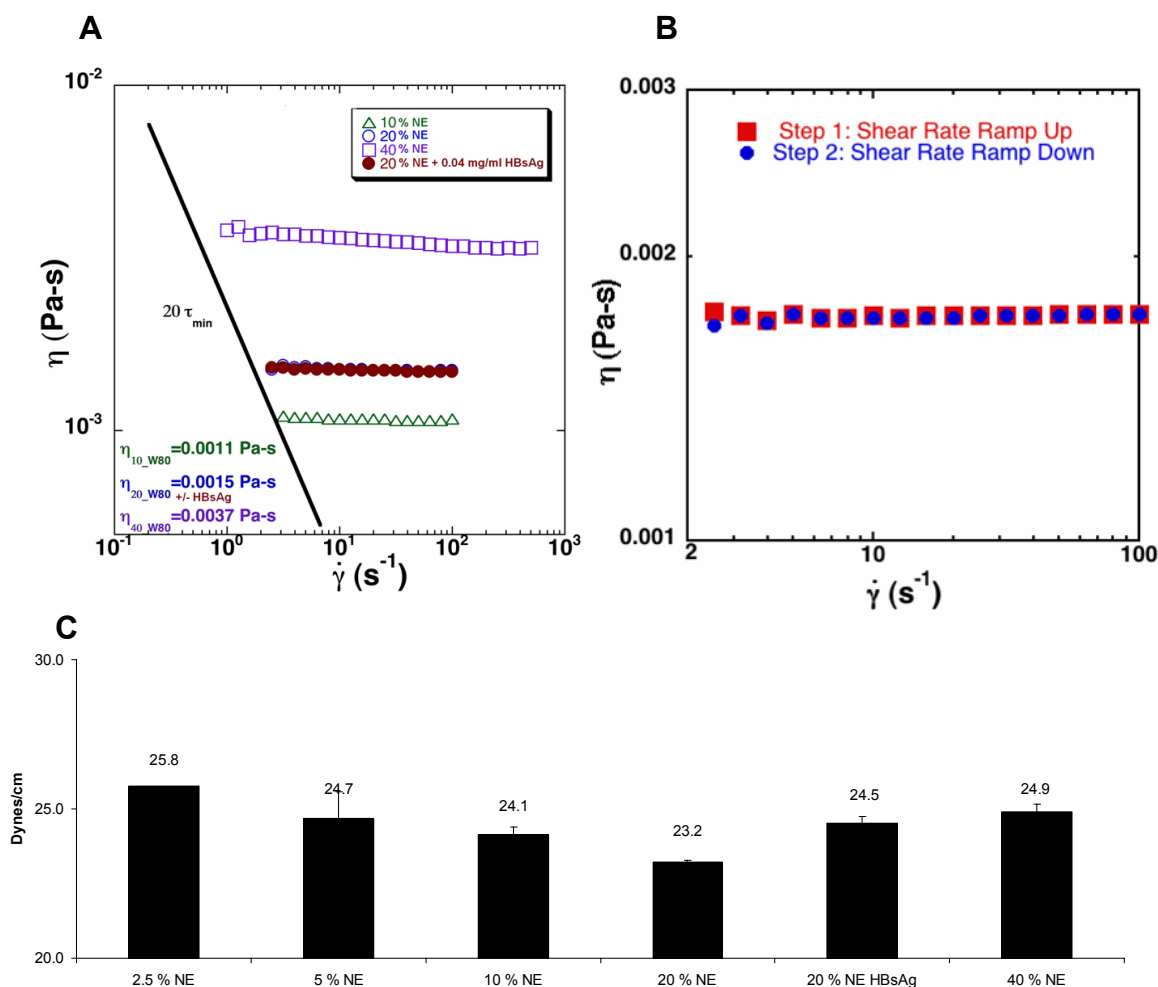 A
10⁻²
10⁻³
η (Pa-s)
10 % NE
20 % NE
40 % NE
20 % NE + 0.04 mg/ml HBsAg
20 τmin
η10_W80=0.0011 Pa-s
η20_W80=0.0015 Pa-s
+/- HBsAg
η40_W80=0.0037 Pa-s
10⁻¹ 10⁰ 10¹ 10² 10³
γ̇ (s⁻¹)
B
0.003
0.002
0.001
η (Pa-s)
Step 1: Shear Rate Ramp Up
Step 2: Shear Rate Ramp Down
2 10 100
γ̇ (s⁻¹)
C
30.0
25.0
20.0
Dynes/cm
25.8
24.7
24.1
23.2
24.5
24.9
2.5 % NE 5 % NE 10 % NE 20 % NE 20 % NE HBsAg 40 % NE